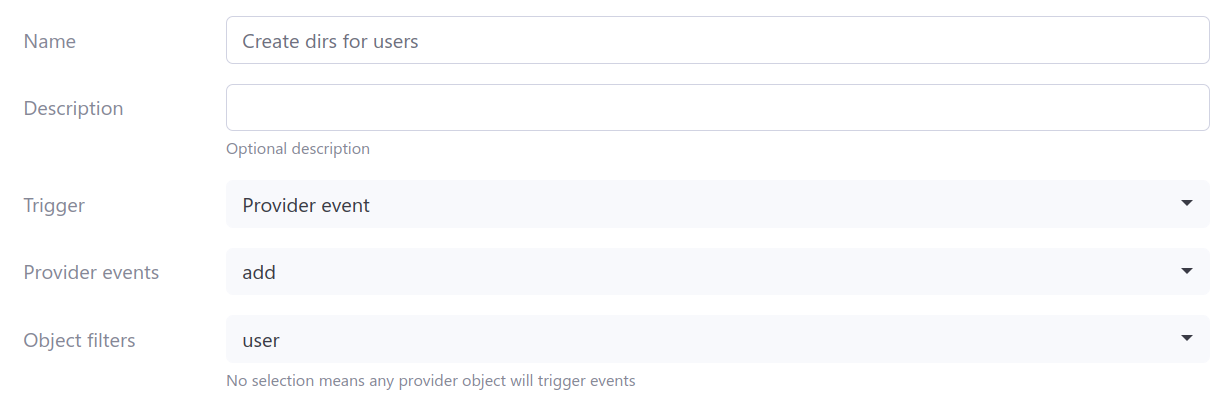 Name
Create dirs for users
Description
Optional description
Trigger
Provider event
Provider events
add
Object filters
user
No selection means any provider object will trigger events